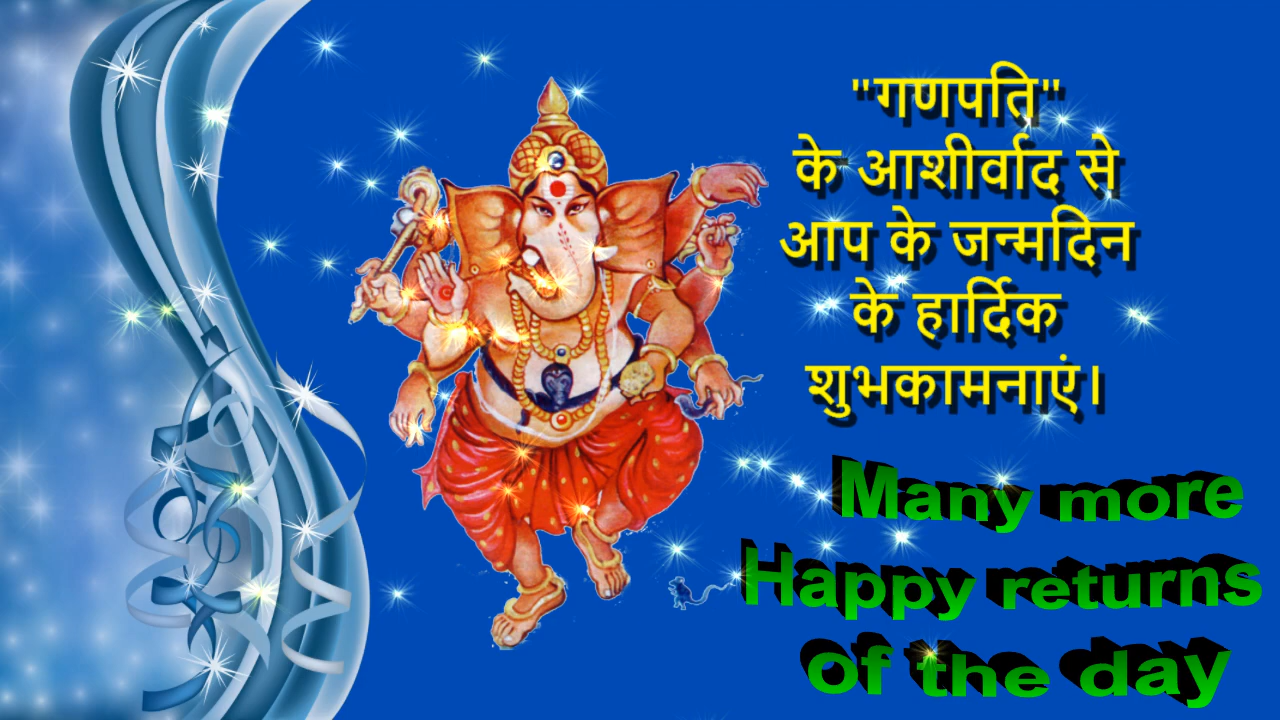 "गणपति"
के आशीर्वाद से
आप के जन्मदिन
के हार्दिक
शुभकामनाएं।
Many more
Happy returns
of the day